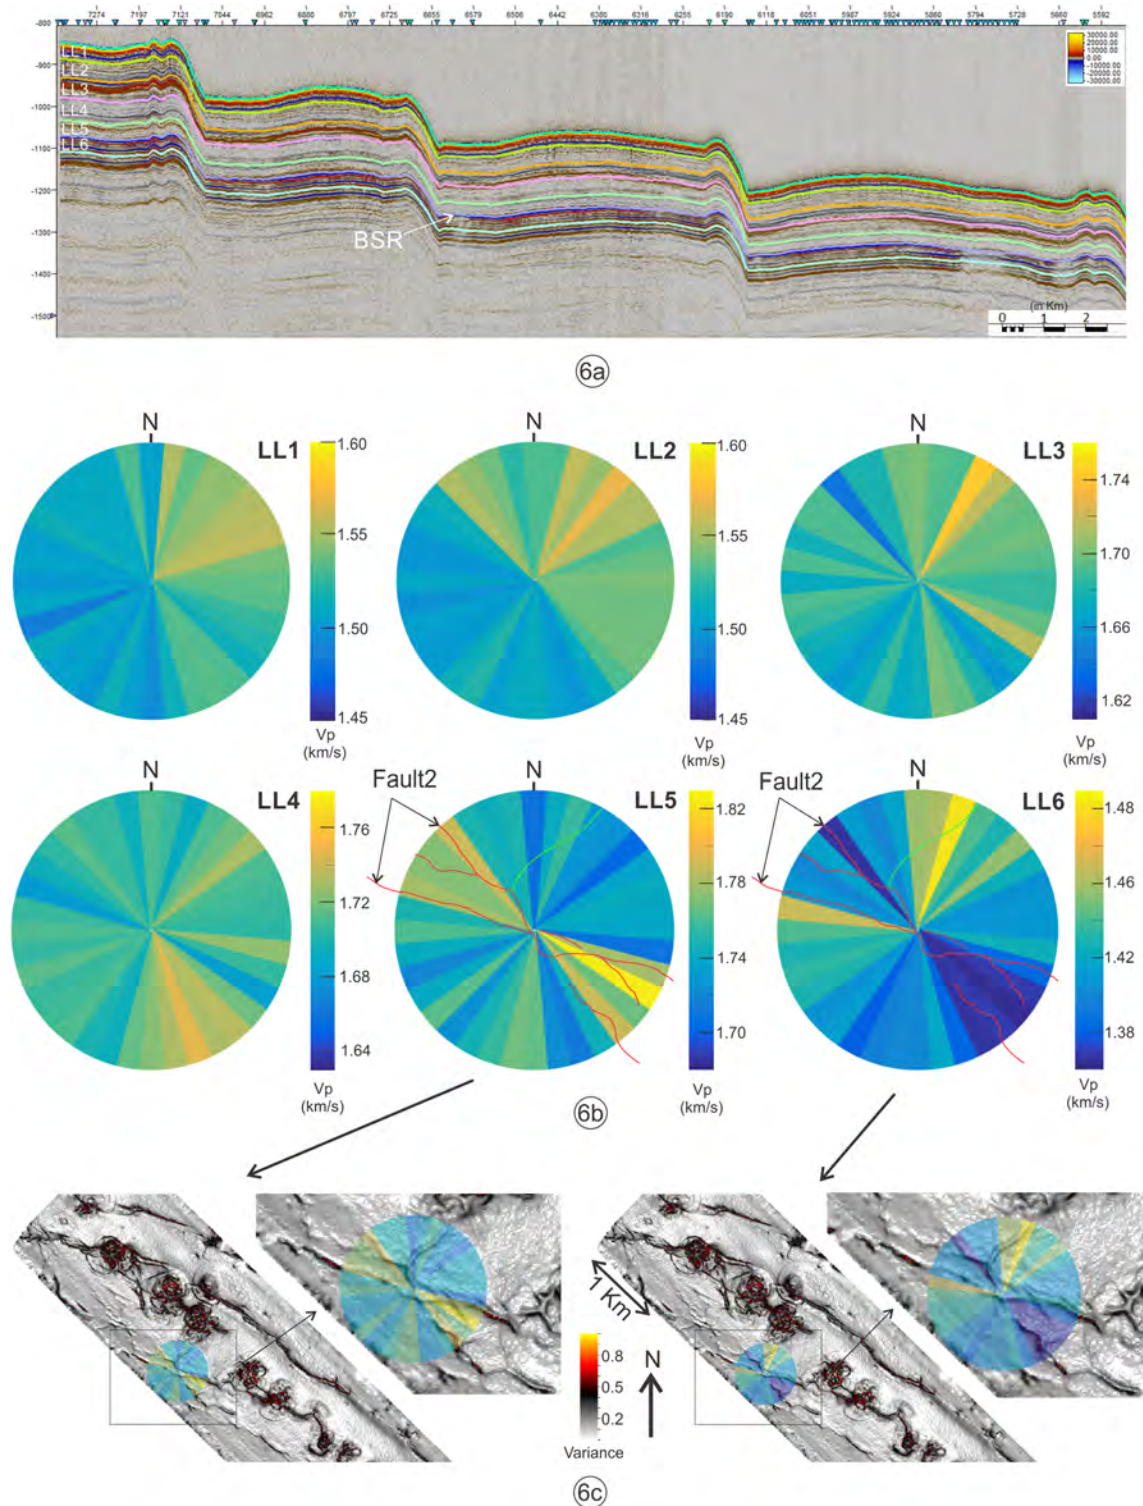 7274 7197 7121 7044 6962 6880 6797 6732 6655 6579 6506 6442 6380 6318 6255 6191 6118 6051 5987 5924 5860 5794 5728 5660 5592
-800
-900
-1000
-1100
-1200
-1300
-1400
-1500
LL1
LL2
LL3
LL4
LL5
LL6
30000.00
20000.00
10000.00
0.00
-10000.00
-20000.00
-30000.00
BSR
(in Km)
0 1 2
6a
N LL1 1.60
1.55
1.50
1.45
Vp
(km/s)
N LL2 1.60
1.55
1.50
1.45
Vp
(km/s)
N LL3
1.74
1.70
1.66
1.62
Vp
(km/s)
N LL4
1.76
1.72
1.68
1.64
Vp
(km/s)
Fault2 N LL5
1.82
1.78
1.74
1.70
Vp
(km/s)
Fault2 N LL6
1.48
1.46
1.42
1.38
Vp
(km/s)
6b
1 Km
0.8
0.5
0.2
Variance
N
6c